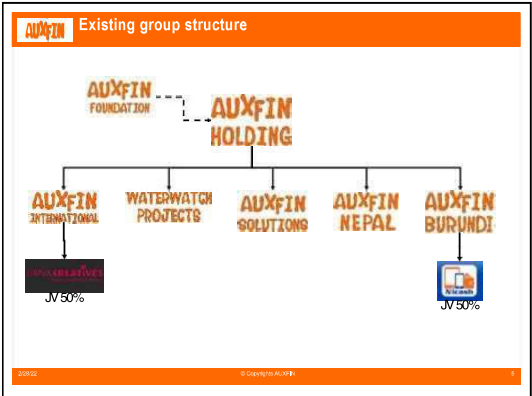 AUXFIN
Existing group structure
AUXFIN
FOUNDATION
AUXFIN
HOLDING
AUXFIN
INTERNATIONAL
WATERWATCH
PROJECTS
AUXFIN
SOLUTIONS
AUXFIN
NEPAL
AUXFIN
BURUNDI
JV 50%
JV 50%
© Copyrights AUXFIN